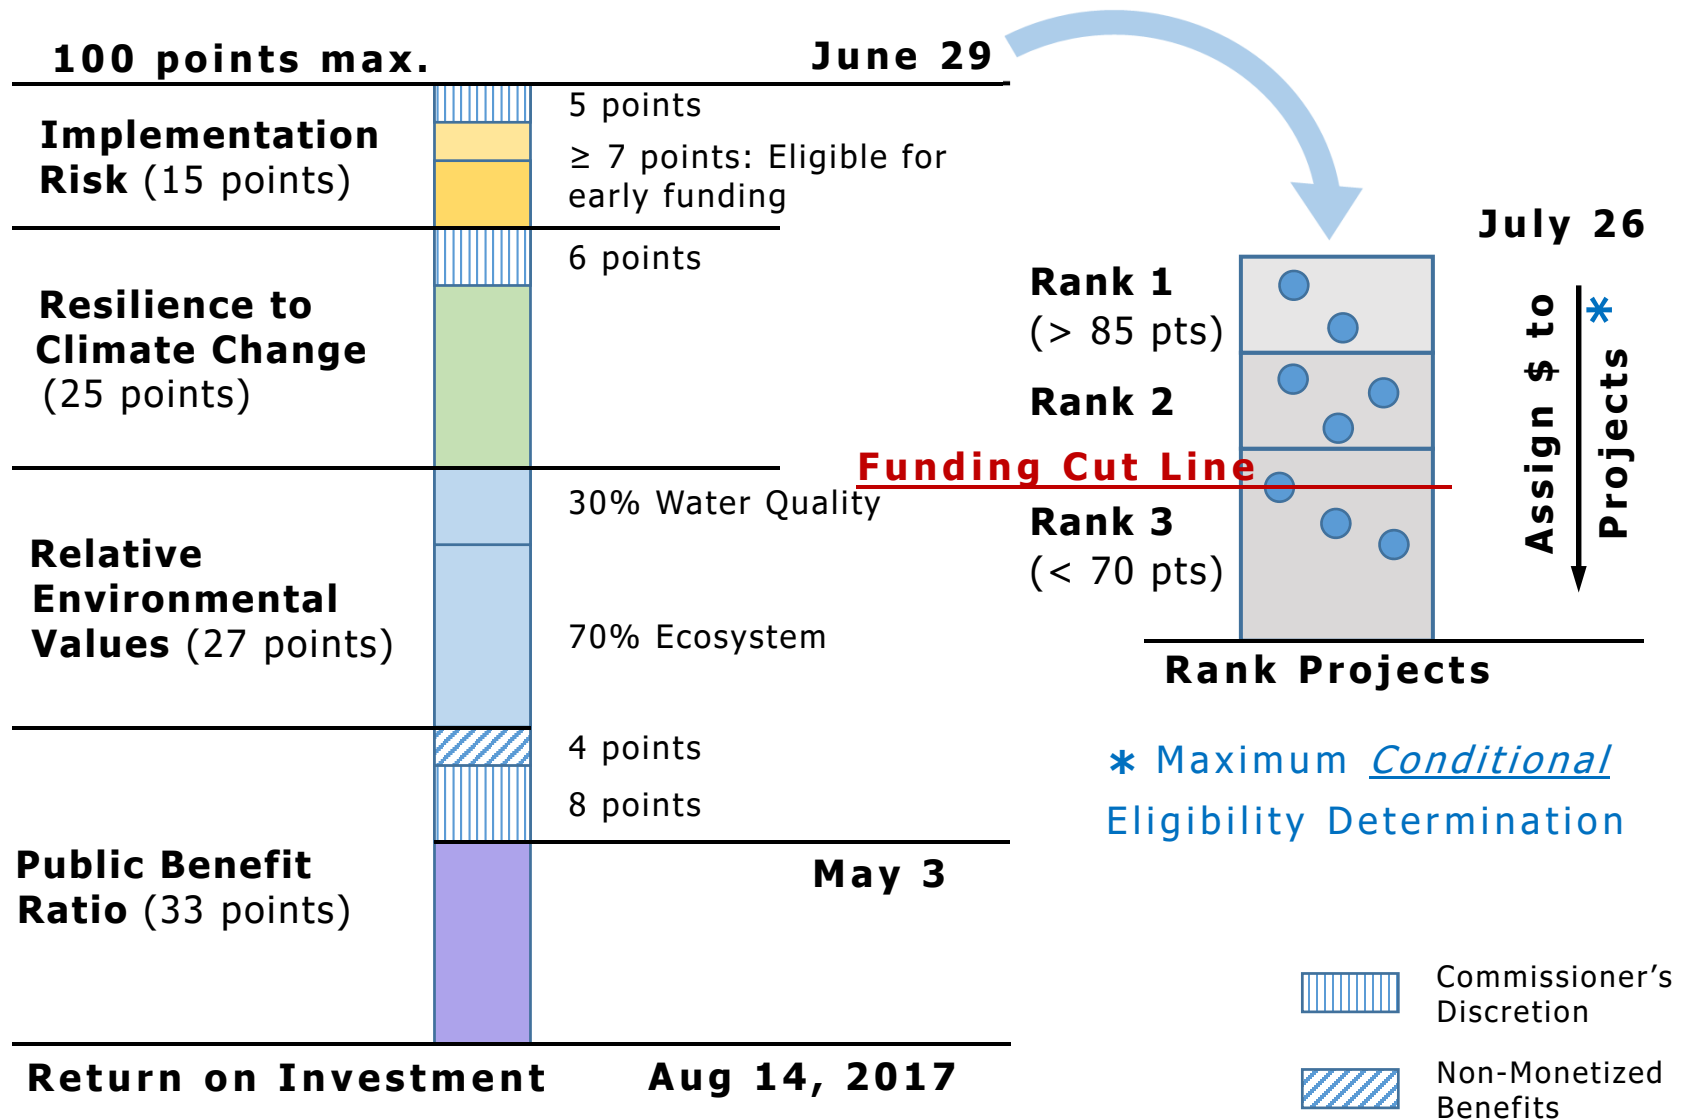 100 points max.
June 29
Implementation
Risk (15 points)
5 points
≥ 7 points: Eligible for
early funding
Resilience to
Climate Change
(25 points)
6 points
Relative
Environmental
Values (27 points)
30% Water Quality
70% Ecosystem
Public Benefit
Ratio (33 points)
4 points
8 points
May 3
Return on Investment
Aug 14, 2017
July 26
Rank 1
(> 85 pts)
Rank 2
Funding Cut Line
Rank 3
(< 70 pts)
Assign $ to
Projects *
Rank Projects
* Maximum Conditional
Eligibility Determination
Commissioner’s
Discretion
Non-Monetized
Benefits